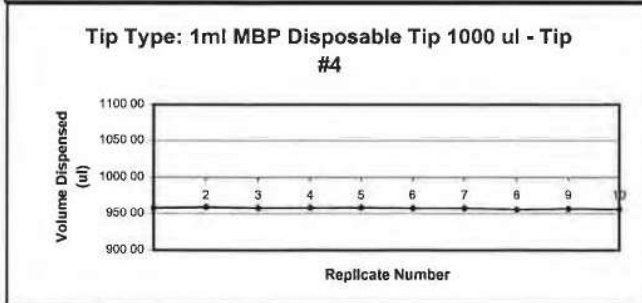 Tip Type: 1ml MBP Disposable Tip 1000 ul - Tip
#4
Volume Dispensed
(ul)
1100 00
1050 00
1000 00
950 00
900 00
2 3 4 5 6 7 8 9 10
Replicate Number